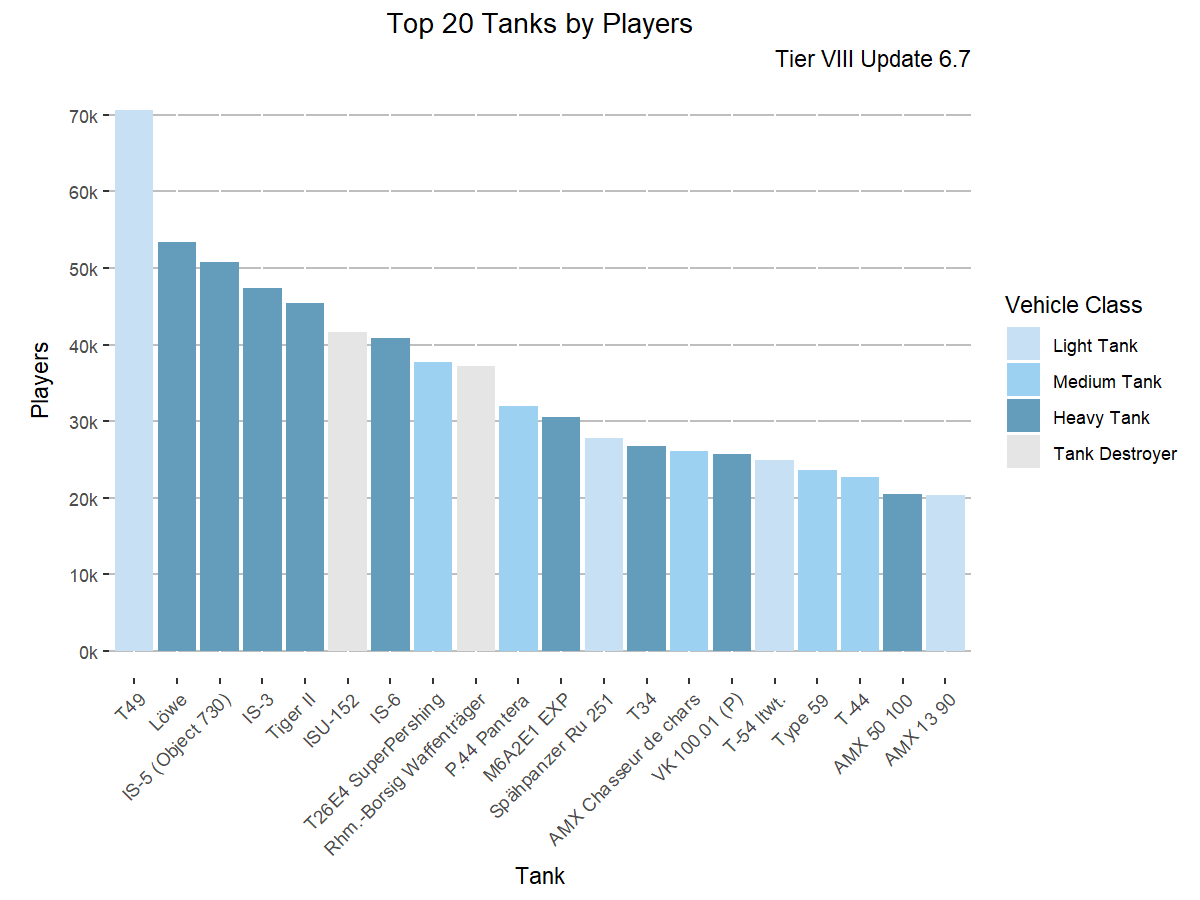 Top 20 Tanks by Players
Tier VIII Update 6.7
70k
60k
50k
40k
30k
20k
10k
0k
Players
T49
Löwe
IS-5 (Object 730)
IS-3
Tiger II
ISU-152
IS-6
T26E4 SuperPershing
Rhm.-Borsig Waffenträger
P.44 Pantera
M6A2E1 EXP
Spähpanzer Ru 251
T34
AMX Chasseur de chars
VK 100.01 (P)
T-54 ltwt.
Type 59
T-44
AMX 50 100
AMX 13 90
Tank
Vehicle Class
Light Tank
Medium Tank
Heavy Tank
Tank Destroyer